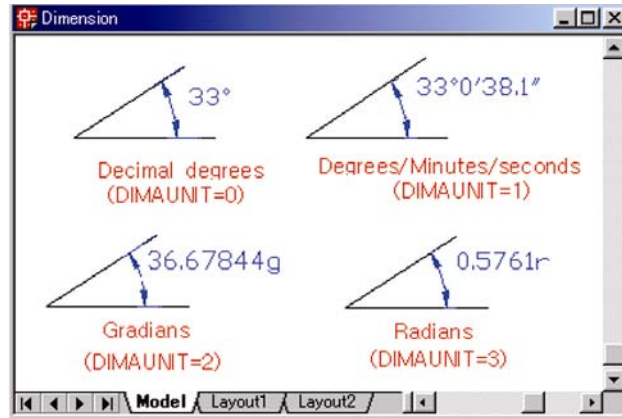 Dimension
33°
33°0'38.1"
Decimal degrees
(DIMAUNIT=0)
Degrees/Minutes/seconds
(DIMAUNIT=1)
36.67844g
0.5761r
Gradians
(DIMAUNIT=2)
Radians
(DIMAUNIT=3)
Model Layout1 Layout2